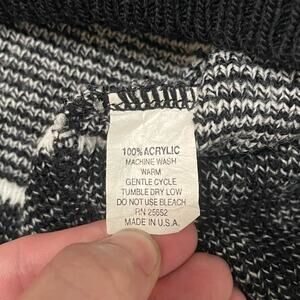 100% ACRYLIC
MACHINE WASH
WARM
GENTLE CYCLE
TUMBLE DRY LOW
DO NOT USE BLEACH
RN 25652
MADE IN U.S.A.